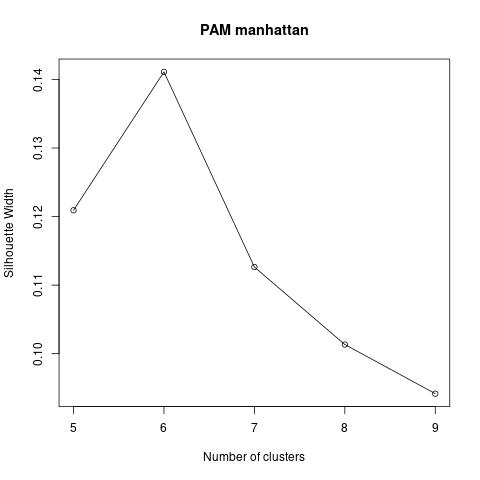 PAM manhattan
Silhouette Width
0.14
0.13
0.12
0.11
0.10
5 6 7 8 9
Number of clusters